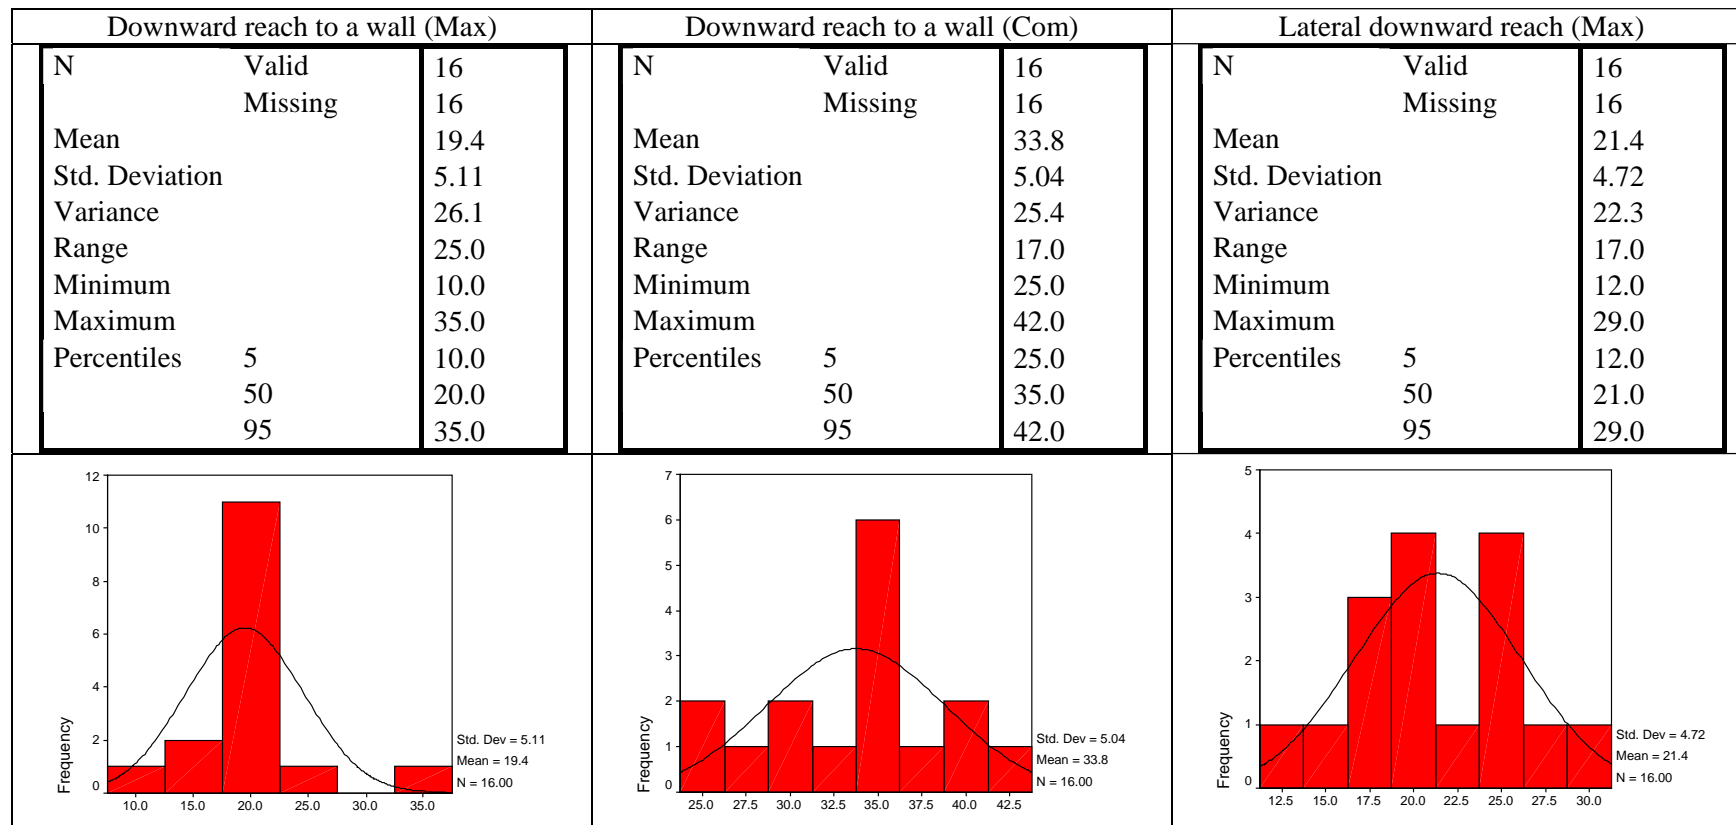 Downward reach to a wall (Max)
N Valid 16
Missing 16
Mean 19.4
Std. Deviation 5.11
Variance 26.1
Range 25.0
Minimum 10.0
Maximum 35.0
Percentiles 5 10.0
50 20.0
95 35.0
Downward reach to a wall (Com)
N Valid 16
Missing 16
Mean 33.8
Std. Deviation 5.04
Variance 25.4
Range 17.0
Minimum 25.0
Maximum 42.0
Percentiles 5 25.0
50 35.0
95 42.0
Lateral downward reach (Max)
N Valid 16
Missing 16
Mean 21.4
Std. Deviation 4.72
Variance 22.3
Range 17.0
Minimum 12.0
Maximum 29.0
Percentiles 5 12.0
50 21.0
95 29.0
12
10
8
6
4
2
0
Frequency
10.0 15.0 20.0 25.0 30.0 35.0
Std. Dev = 5.11
Mean = 19.4
N = 16.00
7
6
5
4
3
2
1
0
Frequency
25.0 27.5 30.0 32.5 35.0 37.5 40.0 42.5
Std. Dev = 5.04
Mean = 33.8
N = 16.00
5
4
3
2
1
0
Frequency
12.5 15.0 17.5 20.0 22.5 25.0 27.5 30.0
Std. Dev = 4.72
Mean = 21.4
N = 16.00